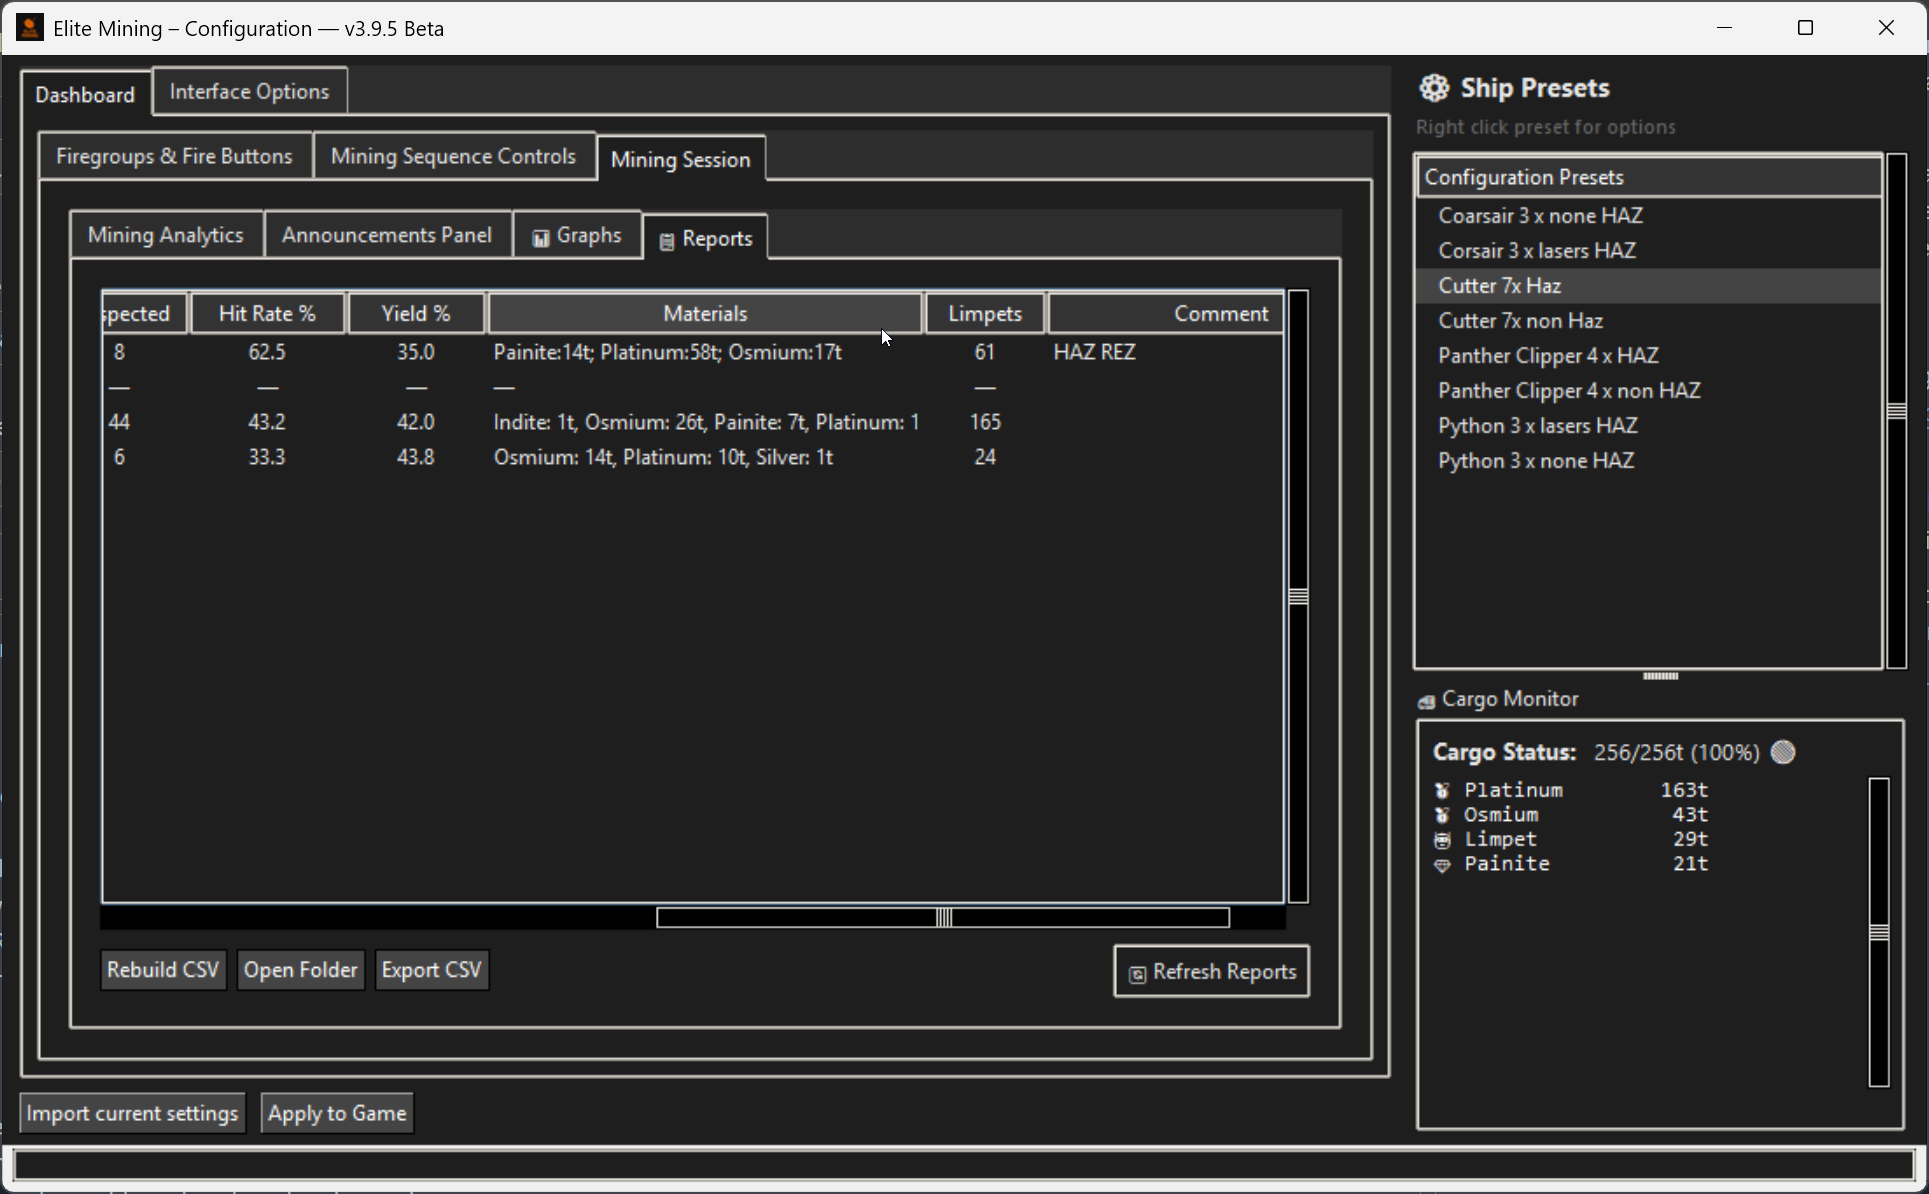 Elite Mining – Configuration — v3.9.5 Beta
Dashboard
Interface Options
Firegroups & Fire Buttons
Mining Sequence Controls
Mining Session
Mining Analytics
Announcements Panel
Graphs
Reports
spected Hit Rate % Yield % Materials Limpets Comment
8 62.5 35.0 Painite:14t; Platinum:58t; Osmium:17t 61 HAZ REZ
— — — — —
44 43.2 42.0 Indite: 1t, Osmium: 26t, Painite: 7t, Platinum: 1 165
6 33.3 43.8 Osmium: 14t, Platinum: 10t, Silver: 1t 24
Rebuild CSV
Open Folder
Export CSV
Refresh Reports
Import current settings
Apply to Game
Ship Presets
Right click preset for options
Configuration Presets
Coarsair 3 x none HAZ
Corsair 3 x lasers HAZ
Cutter 7x Haz
Cutter 7x non Haz
Panther Clipper 4 x HAZ
Panther Clipper 4 x non HAZ
Python 3 x lasers HAZ
Python 3 x none HAZ
Cargo Monitor
Cargo Status: 256/256t (100%)
Platinum 163t
Osmium 43t
Limpet 29t
Painite 21t